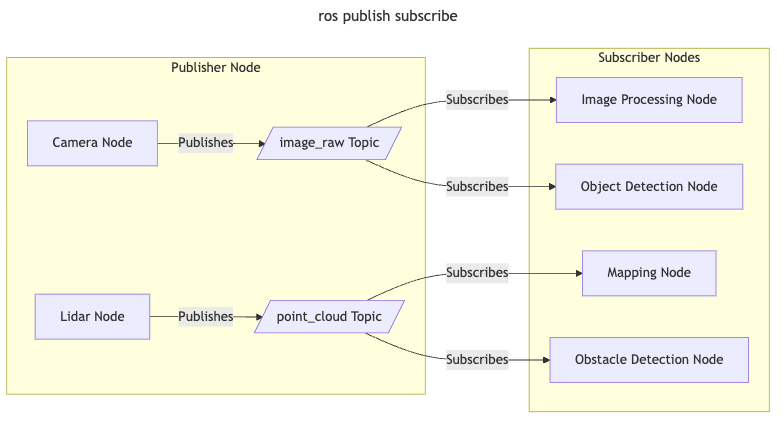 ros publish subscribe
Publisher Node
Subscriber Nodes
Camera Node
Publishes
image_raw Topic
Subscribes
Image Processing Node
Subscribes
Object Detection Node
Lidar Node
Publishes
point_cloud Topic
Subscribes
Mapping Node
Subscribes
Obstacle Detection Node